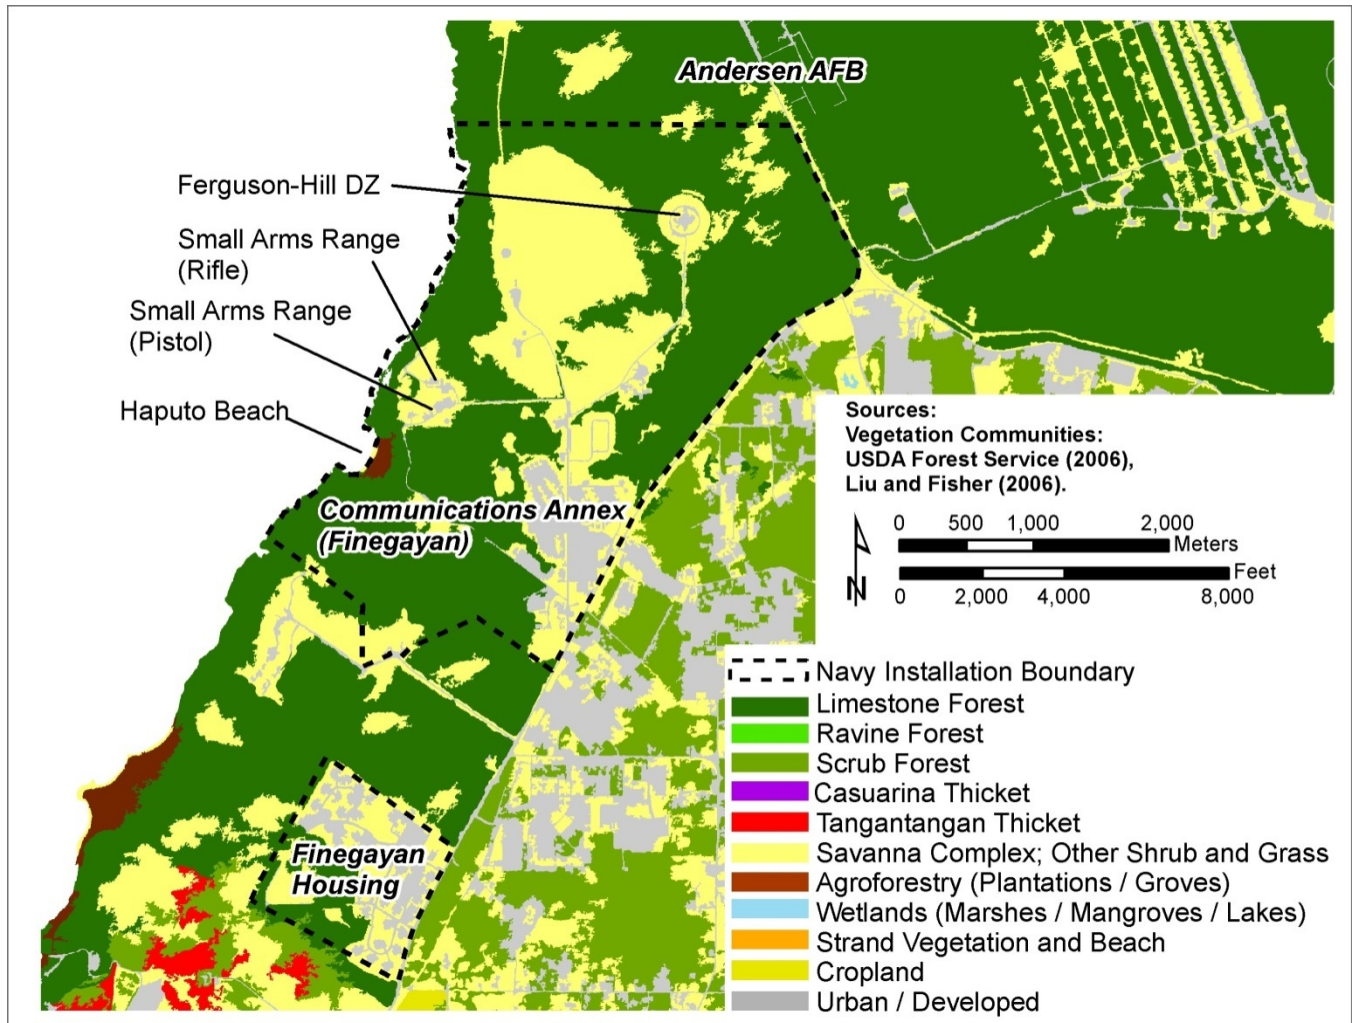 Andersen AFB
Ferguson-Hill DZ
Small Arms Range
(Rifle)
Small Arms Range
(Pistol)
Haputo Beach
Communications Annex
(Finegayan)
Finegayan
Housing
Sources:
Vegetation Communities:
USDA Forest Service (2006),
Liu and Fisher (2006).
N
0 500 1,000 2,000
Meters
Feet
0 2,000 4,000 8,000
Navy Installation Boundary
Limestone Forest
Ravine Forest
Scrub Forest
Casuarina Thicket
Tangantangan Thicket
Savanna Complex; Other Shrub and Grass
Agroforestry (Plantations / Groves)
Wetlands (Marshes / Mangroves / Lakes)
Strand Vegetation and Beach
Cropland
Urban / Developed